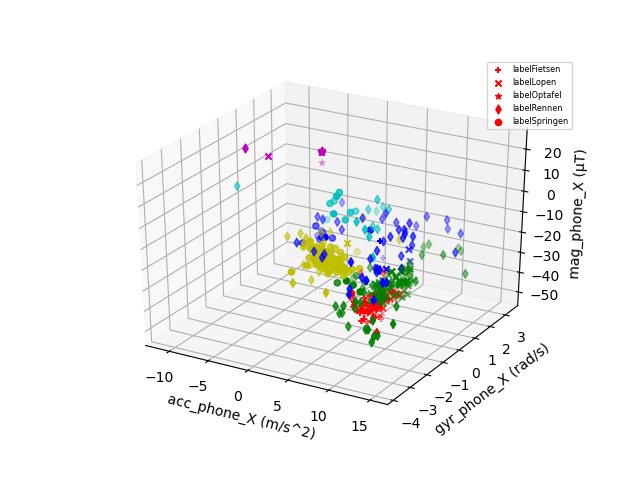 labelFietsen
labelLopen
labelOptafel
labelRennen
labelSpringen
20
10
0
−10
−20
−30
−40
−50
mag_phone_X (μT)
−10
−5
0
5
10
15
acc_phone_X (m/s^2)
−4
−3
−2
−1
0
1
2
3
gyr_phone_X (rad/s)